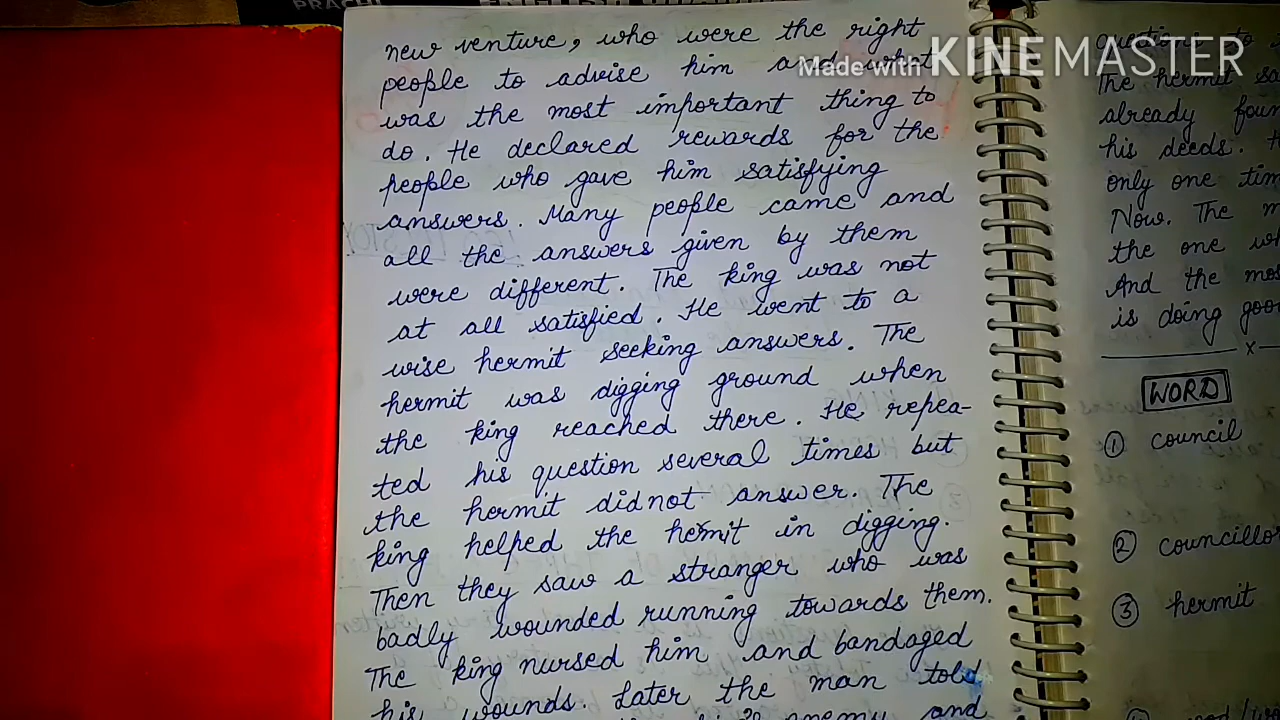 PRACHI ENGLISH
Made with KINEMASTER
new venture, who were the right
people to advise him and what
was the most important thing to
do. He declared rewards for the
people who gave him satisfying
answers. Many people came and
all the answers given by them
were different. The king was not
at all satisfied. He went to a
wise hermit seeking answers. The
hermit was digging ground when
the king reached there. He repea-
ted his question several times but
the hermit didnot answer. The
king helped the hermit in digging.
Then they saw a stranger who was
badly wounded running towards them.
The king nursed him and bandaged
his wounds. Later the man told
enemy and
The hermit
already
his deeds.
only one
Now. The
the one
And the
is doing
x
WORD
① council
②
③ hermit